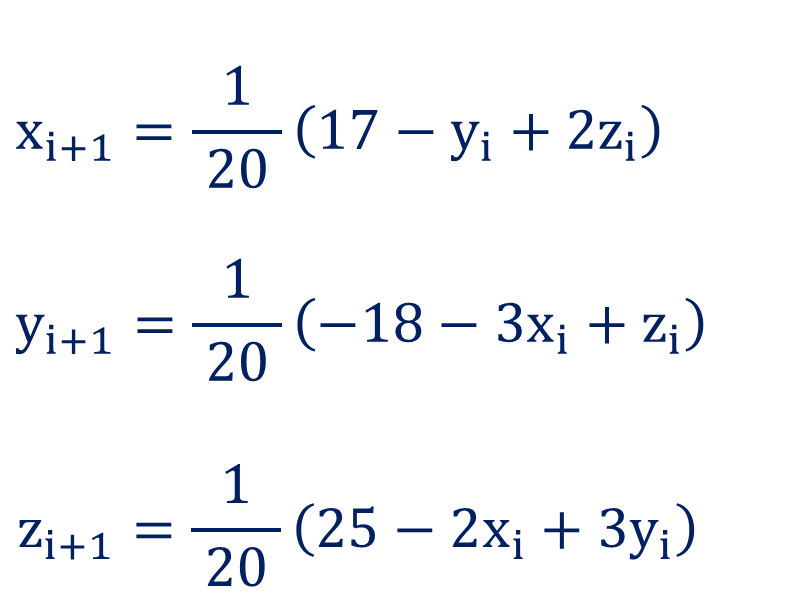 xᵢ₊₁ = 1/20 (17 − yᵢ + 2zᵢ)
yᵢ₊₁ = 1/20 (−18 − 3xᵢ + zᵢ)
zᵢ₊₁ = 1/20 (25 − 2xᵢ + 3yᵢ)